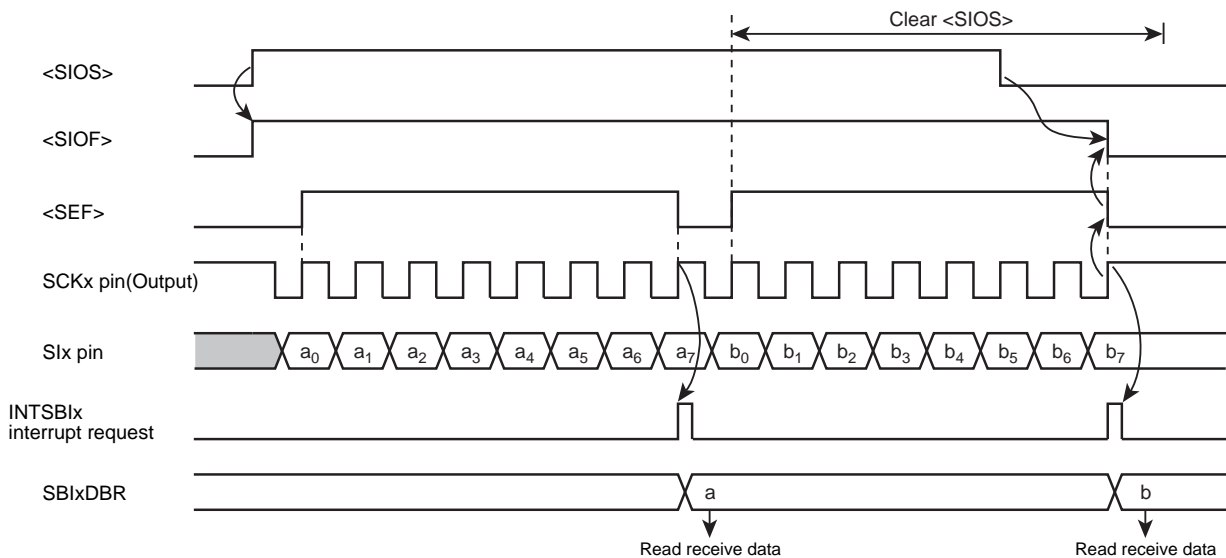 Clear <SIOS>
<SIOS>
<SIOF>
<SEF>
SCKx pin(Output)
SIx pin
a0 a1 a2 a3 a4 a5 a6 a7 b0 b1 b2 b3 b4 b5 b6 b7
INTSBIx
interrupt request
SBIxDBR
a
b
Read receive data
Read receive data